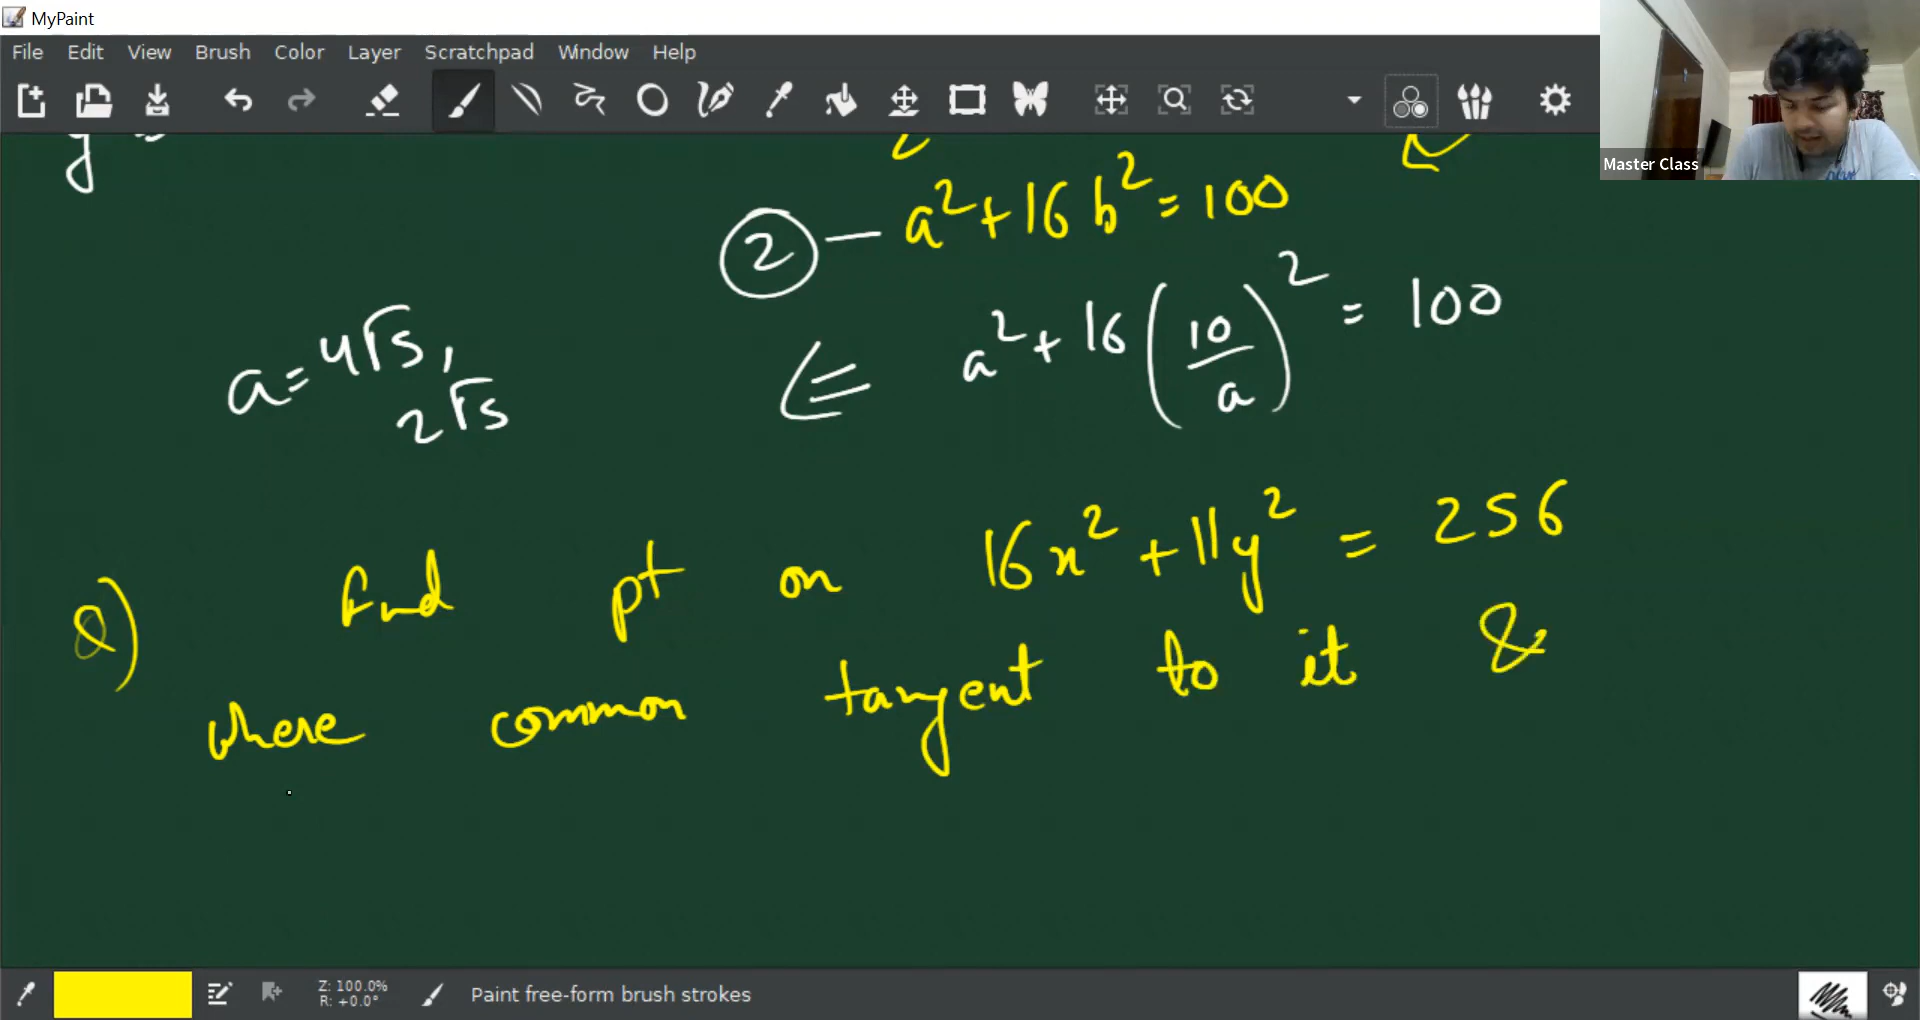 MyPaint
File Edit View Brush Color Layer Scratchpad Window Help
Master Class
② — a²+16b²=100
a²+16(10/a)² = 100
a=4√5,
2√5
Q) find pt on 16x²+11y² = 256
where common tangent to it &
Z: 100.0%
R: +0.0°
Paint free-form brush strokes